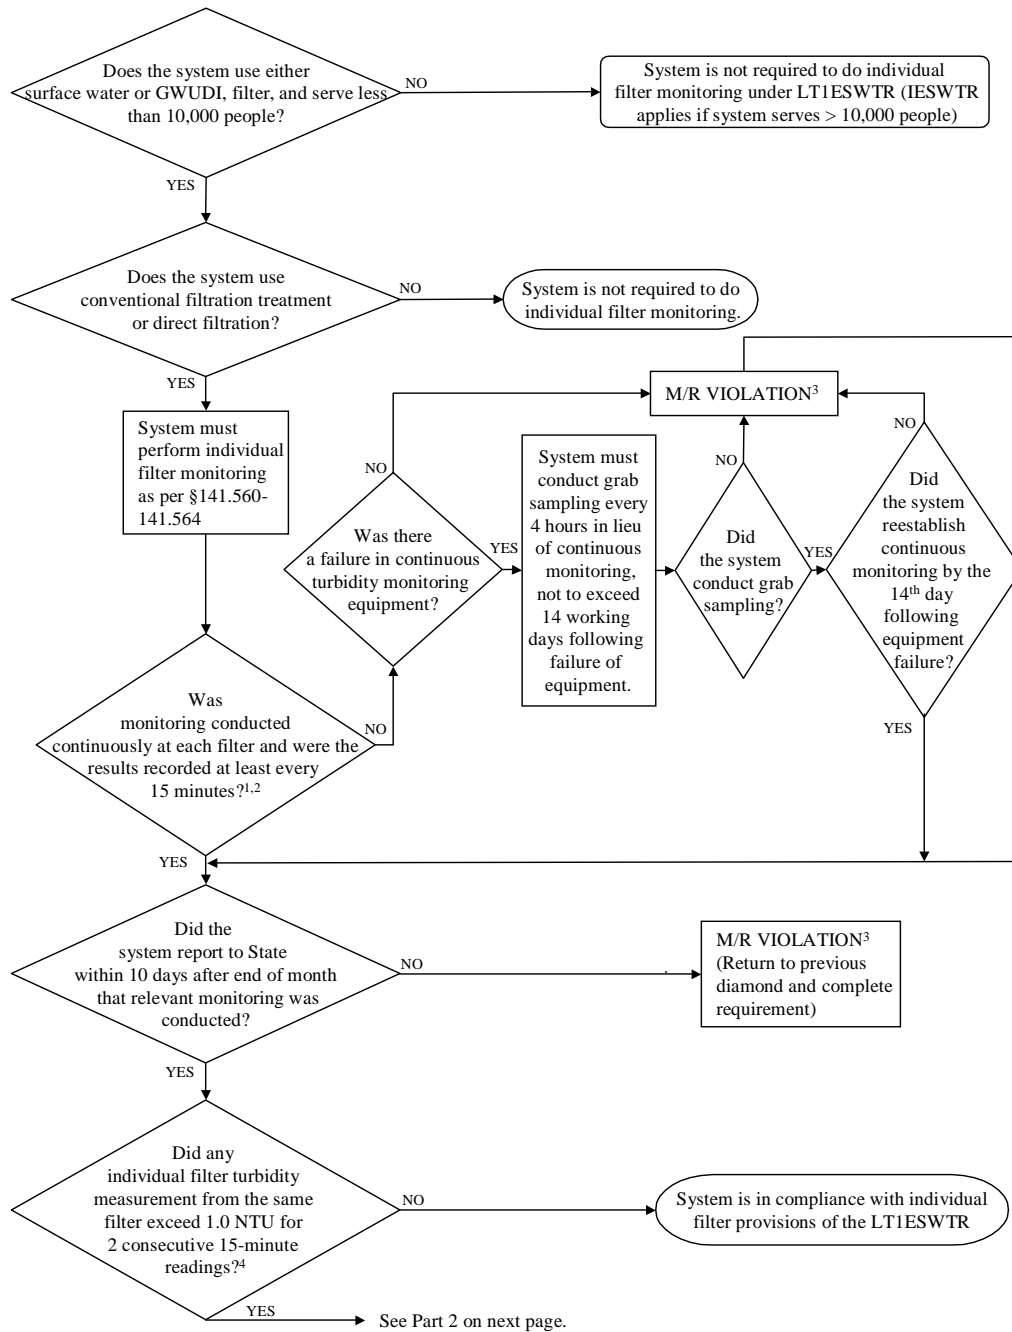 Does the system use either
surface water or GWUDI, filter, and serve less
than 10,000 people?
NO
System is not required to do individual
filter monitoring under LT1ESWTR (IESWTR
applies if system serves > 10,000 people)
YES
Does the system use
conventional filtration treatment
or direct filtration?
NO
System is not required to do
individual filter monitoring.
YES
System must
perform individual
filter monitoring
as per §141.560-
141.564
Was
monitoring conducted
continuously at each filter and were the
results recorded at least every
15 minutes?1,2
NO
Was there
a failure in continuous
turbidity monitoring
equipment?
NO
YES
System must
conduct grab
sampling every
4 hours in lieu
of continuous
monitoring,
not to exceed
14 working
days following
failure of
equipment.
Did
the system
conduct grab
sampling?
NO
YES
Did
the system
reestablish
continuous
monitoring by the
14th day
following
equipment
failure?
NO
M/R VIOLATION3
YES
YES
Did the
system report to State
within 10 days after end of month
that relevant monitoring was
conducted?
NO
M/R VIOLATION3
(Return to previous
diamond and complete
requirement)
YES
Did any
individual filter turbidity
measurement from the same
filter exceed 1.0 NTU for
2 consecutive 15-minute
readings?4
NO
System is in compliance with individual
filter provisions of the LT1ESWTR
YES
See Part 2 on next page.